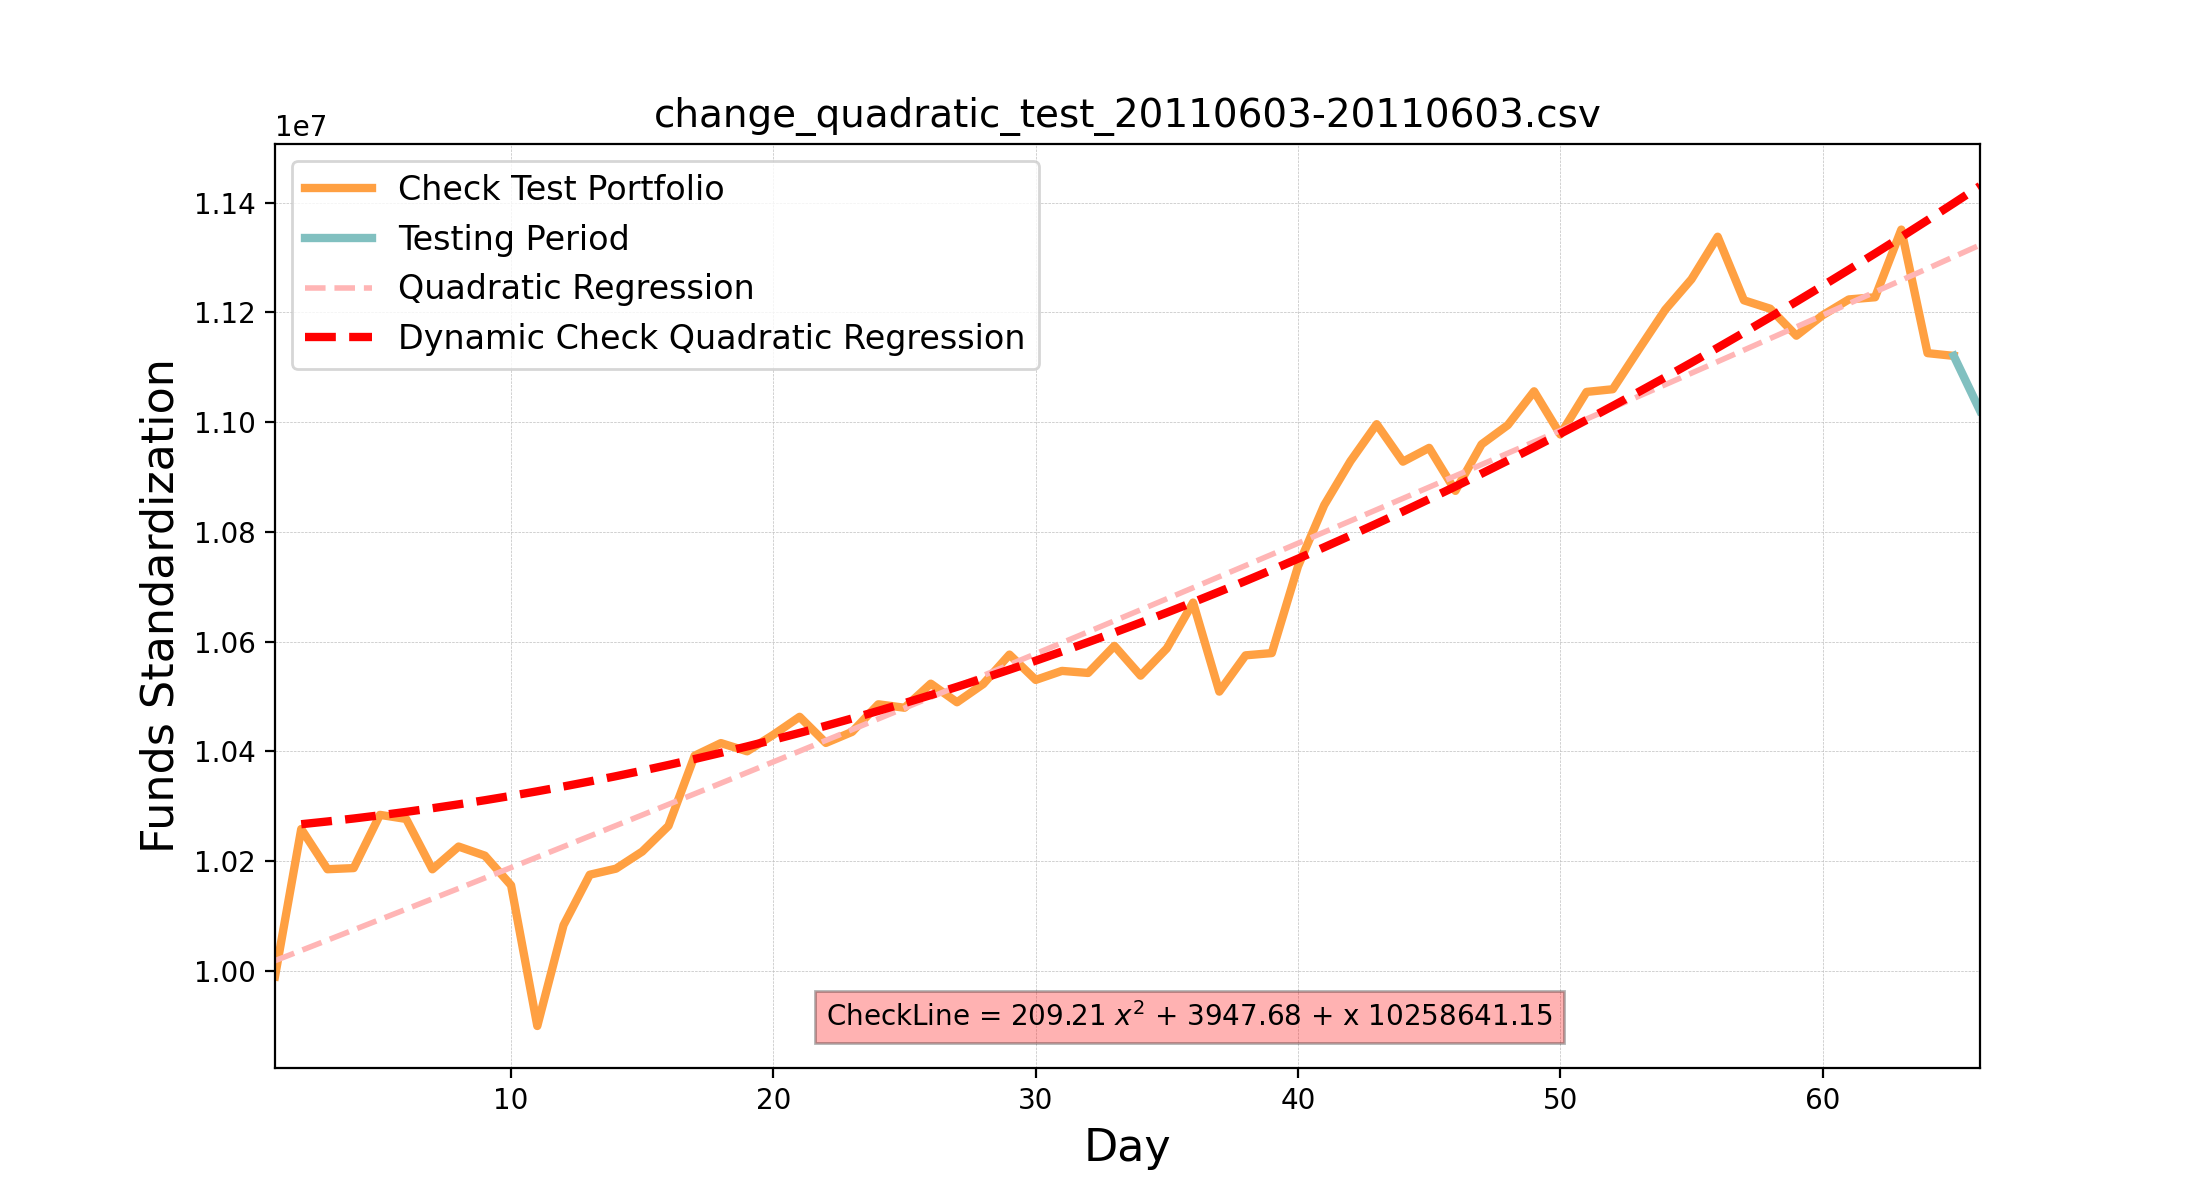 change_quadratic_test_20110603-20110603.csv
1e7
Check Test Portfolio
Testing Period
Quadratic Regression
Dynamic Check Quadratic Regression
1.14
1.12
1.10
1.08
1.06
1.04
1.02
1.00
Funds Standardization
CheckLine = 209.21 x² + 3947.68 + x 10258641.15
10 20 30 40 50 60
Day